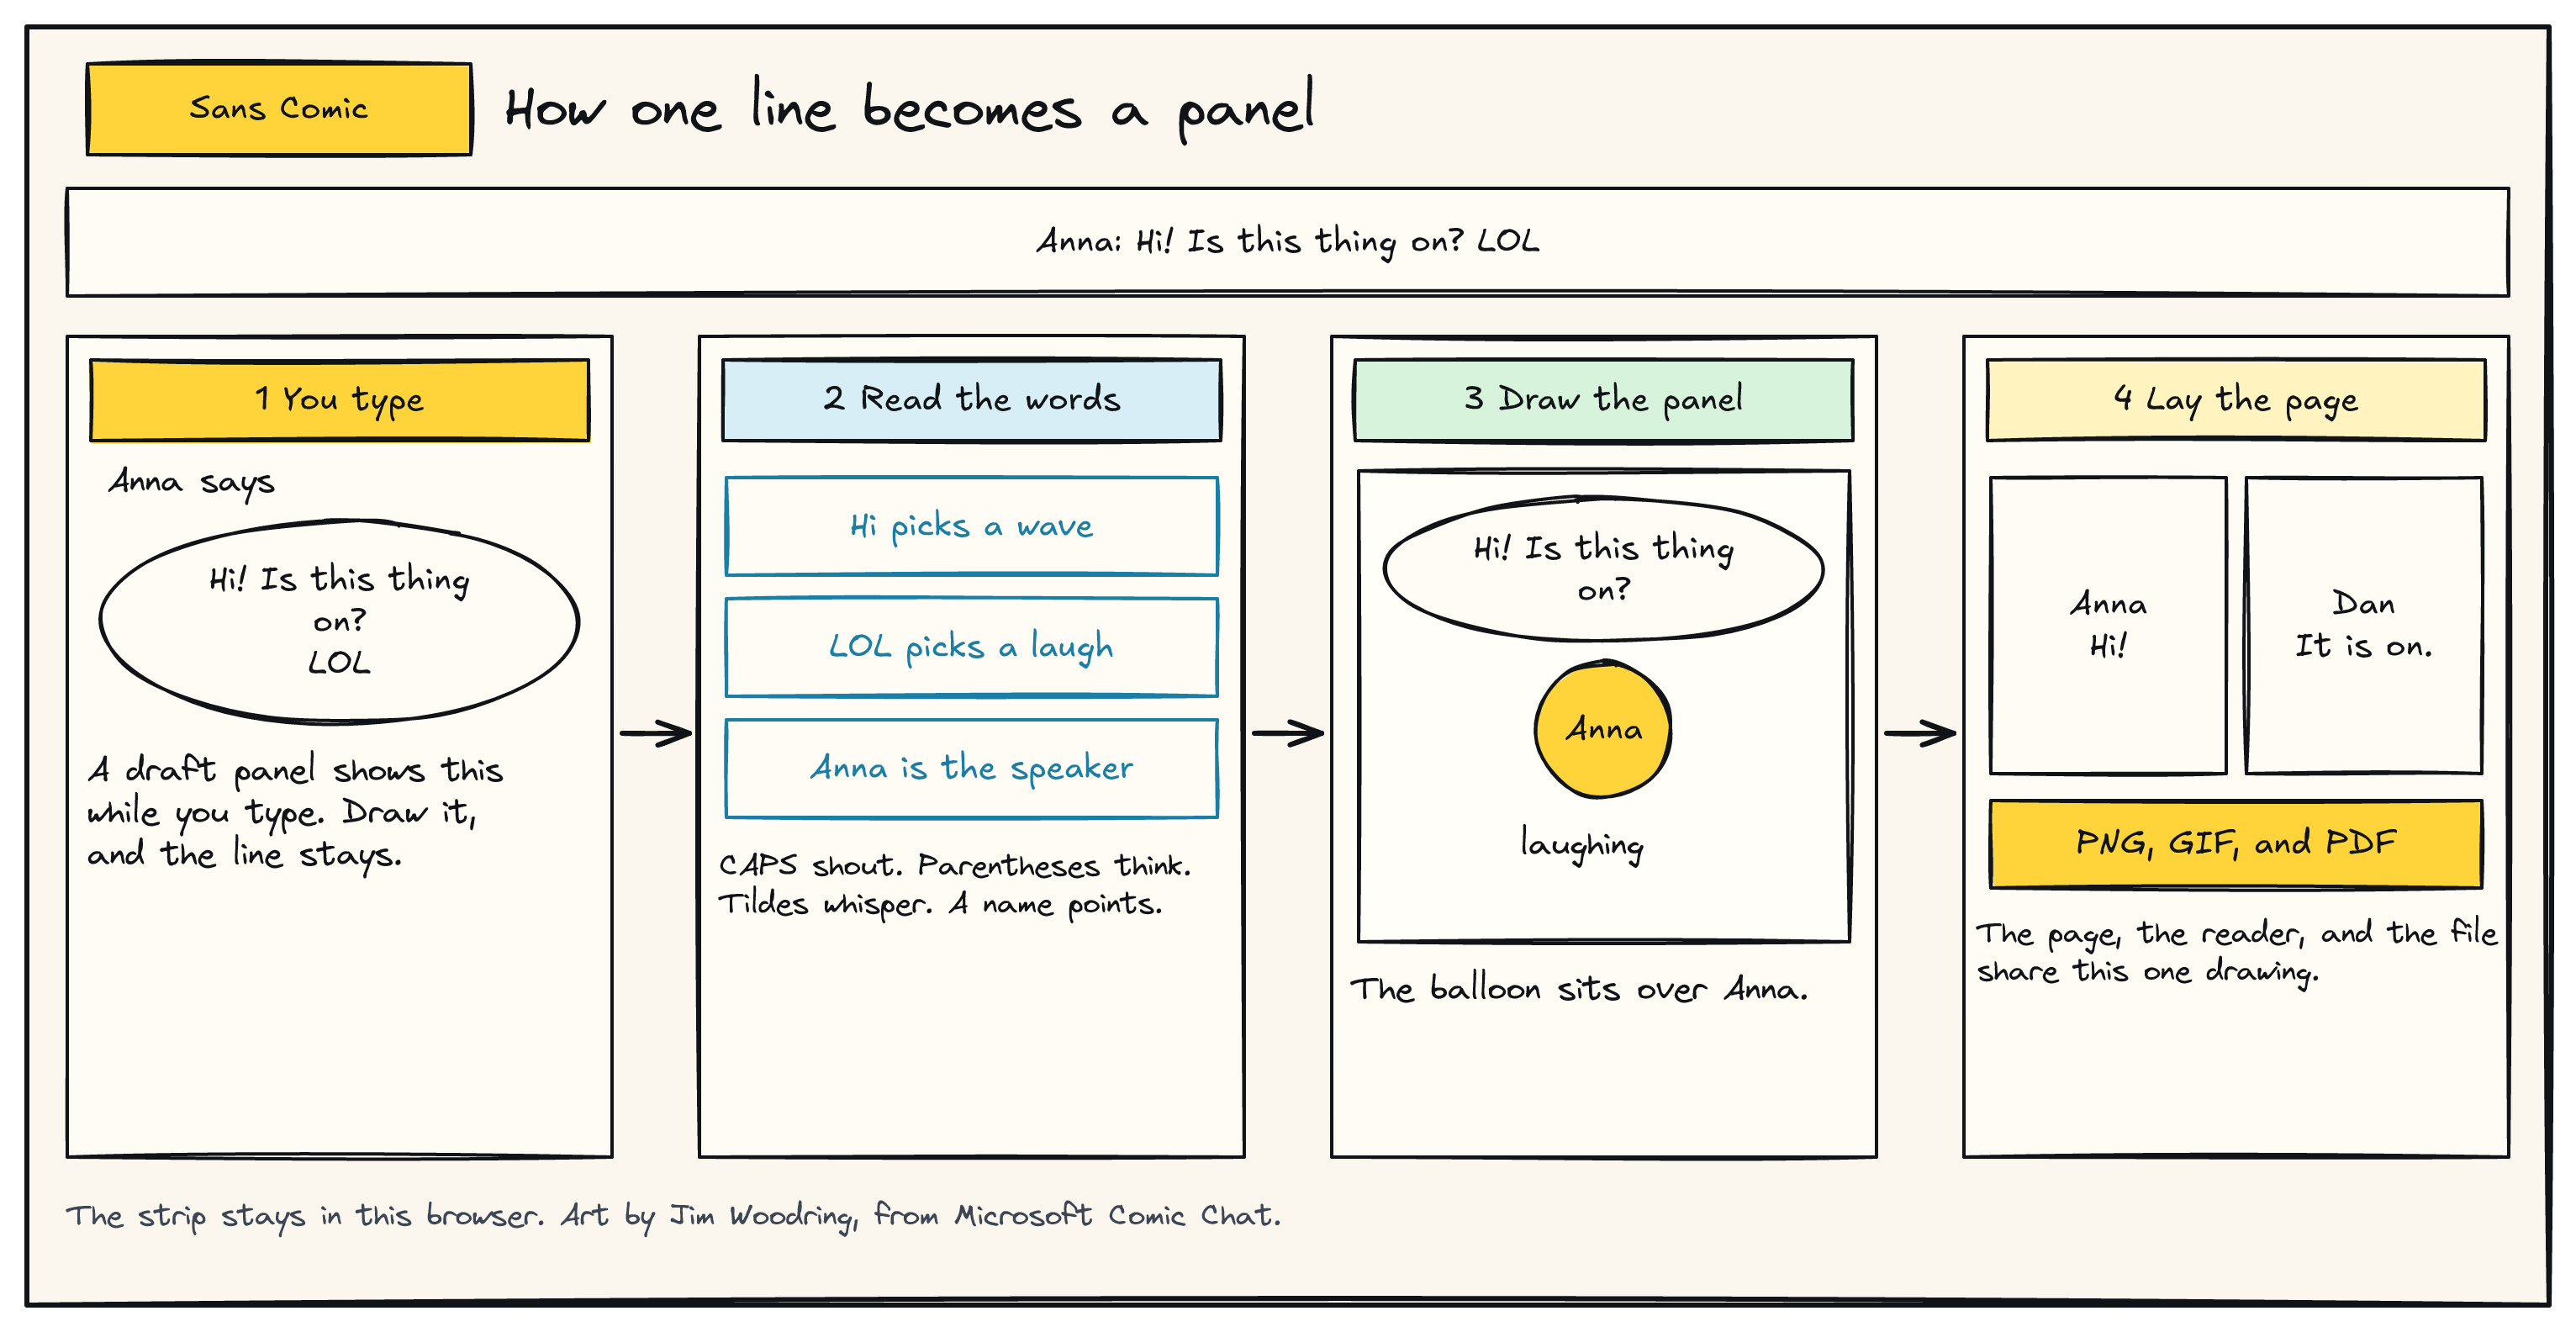 Sans Comic
How one line becomes a panel
Anna: Hi! Is this thing on? LOL
1 You type
Anna says
Hi! Is this thing
on?
LOL
A draft panel shows this
while you type. Draw it,
and the line stays.
2 Read the words
Hi picks a wave
LOL picks a laugh
Anna is the speaker
CAPS shout. Parentheses think.
Tildes whisper. A name points.
3 Draw the panel
Hi! Is this thing
on?
Anna
laughing
The balloon sits over Anna.
4 Lay the page
Anna
Hi!
Dan
It is on.
PNG, GIF, and PDF
The page, the reader, and the file
share this one drawing.
The strip stays in this browser. Art by Jim Woodring, from Microsoft Comic Chat.